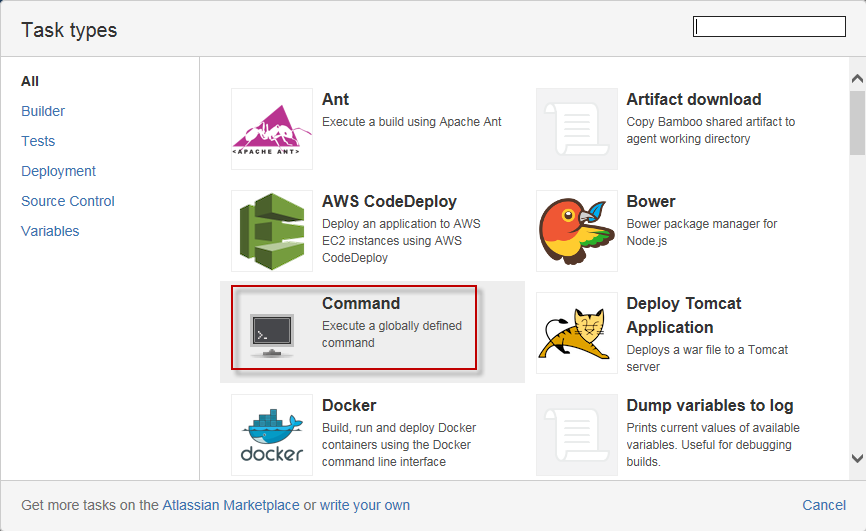 Task types
All
Builder
Tests
Deployment
Source Control
Variables
<APACHE ANT>
Ant
Execute a build using Apache Ant
Artifact download
Copy Bamboo shared artifact to
agent working directory
AWS CodeDeploy
Deploy an application to AWS
EC2 instances using AWS
CodeDeploy
Bower
Bower package manager for
Node.js
>_
Command
Execute a globally defined
command
Deploy Tomcat
Application
Deploys a war file to a Tomcat
server
docker
Docker
Build, run and deploy Docker
containers using the Docker
command line interface
Dump variables to log
Prints current values of available
variables. Useful for debugging
builds.
Get more tasks on the Atlassian Marketplace or write your own
Cancel